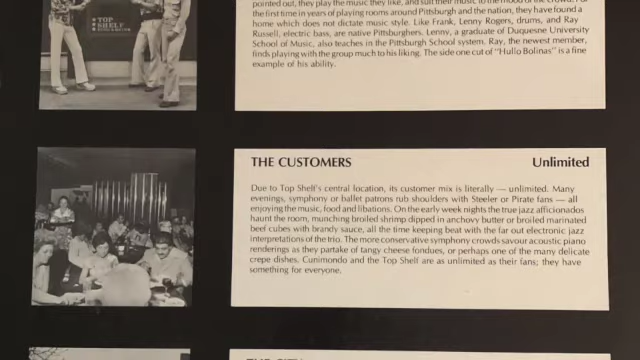 TOP
SHELF
pointed out, they play the music they like, and suit their music to the mood of the crowd. For
the first time in years of playing rooms around Pittsburgh and the nation, they have found a
home which does not dictate music style. Like Frank, Lenny Rogers, drums, and Ray
Russell, electric bass, are native Pittsburghers. Lenny, a graduate of Duquesne University
School of Music, also teaches in the Pittsburgh School system. Ray, the newest member,
finds playing with the group much to his liking. The side one cut of "Hullo Bolinas" is a fine
example of his ability.
THE CUSTOMERS Unlimited
Due to Top Shelf's central location, its customer mix is literally — unlimited. Many
evenings, symphony or ballet patrons rub shoulders with Steeler or Pirate fans — all
enjoying the music, food and libations. On the early week nights the true jazz afficionados
haunt the room, munching broiled shrimp dipped in anchovy butter or broiled marinated
beef cubes with brandy sauce, all the time keeping beat with the far out electronic jazz
interpretations of the trio. The more conservative symphony crowds savour acoustic piano
renderings as they partake of tangy cheese fondues, or perhaps one of the many delicate
crepe dishes. Cunimondo and the Top Shelf are as unlimited as their fans; they have
something for everyone.